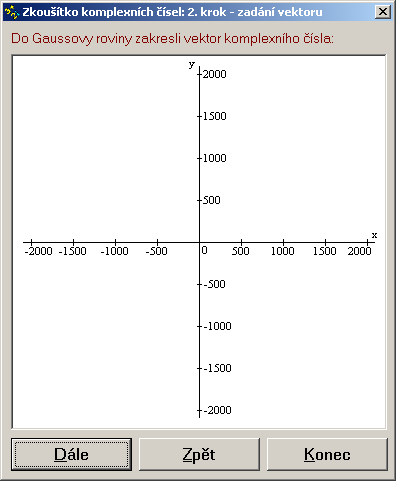 Zkoušítko komplexních čísel: 2. krok - zadání vektoru
Do Gaussovy roviny zakresli vektor komplexního čísla:
y
2000
1500
1000
500
x
-2000 -1500 -1000 -500 0 500 1000 1500 2000
-500
-1000
-1500
-2000
Dále Zpět Konec